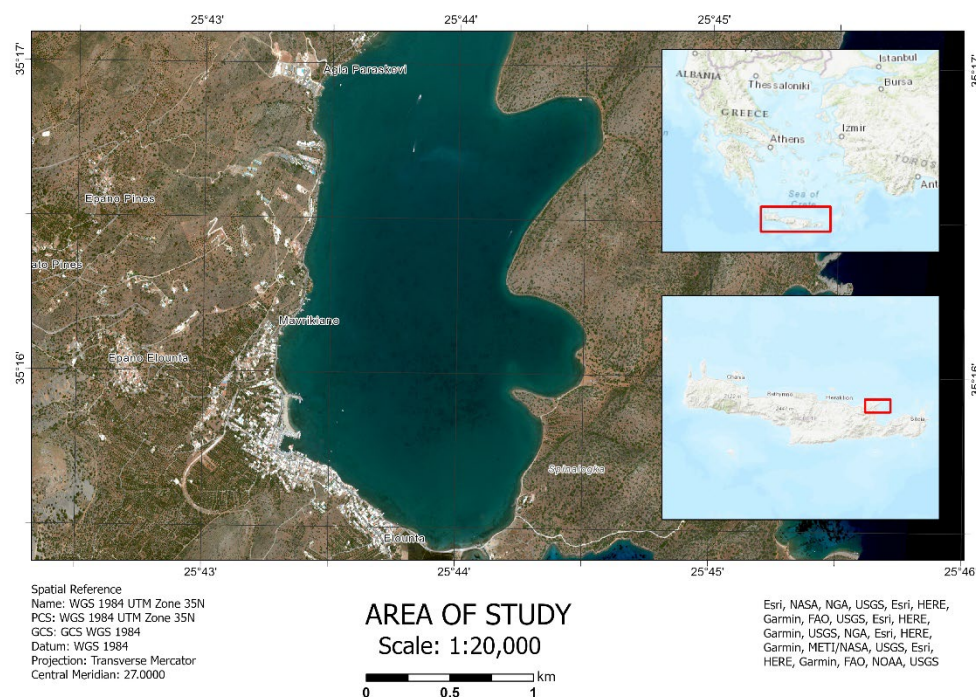 25°43' 25°44' 25°45'
35°17' 35°17'
Agia Paraskevi
Epano Pines
ato Pines
Mavrikiano
Epano Elounta
35°16' 35°16'
Spinalogka
Elounta
ALBANIA
Istanbul
Bursa
Thessaloniki
GREECE
Izmir
Athens
TOROS
Ant
Sea of
Crete
Chania
Heraklion
Sitia
25°43' 25°44' 25°45' 25°46'
Spatial Reference
Name: WGS 1984 UTM Zone 35N
PCS: WGS 1984 UTM Zone 35N
GCS: GCS WGS 1984
Datum: WGS 1984
Projection: Transverse Mercator
Central Meridian: 27.0000
AREA OF STUDY
Scale: 1:20,000
km
0 0.5 1
Esri, NASA, NGA, USGS, Esri, HERE,
Garmin, FAO, USGS, Esri, HERE,
Garmin, USGS, NGA, Esri, HERE,
Garmin, METI/NASA, USGS, Esri,
HERE, Garmin, FAO, NOAA, USGS